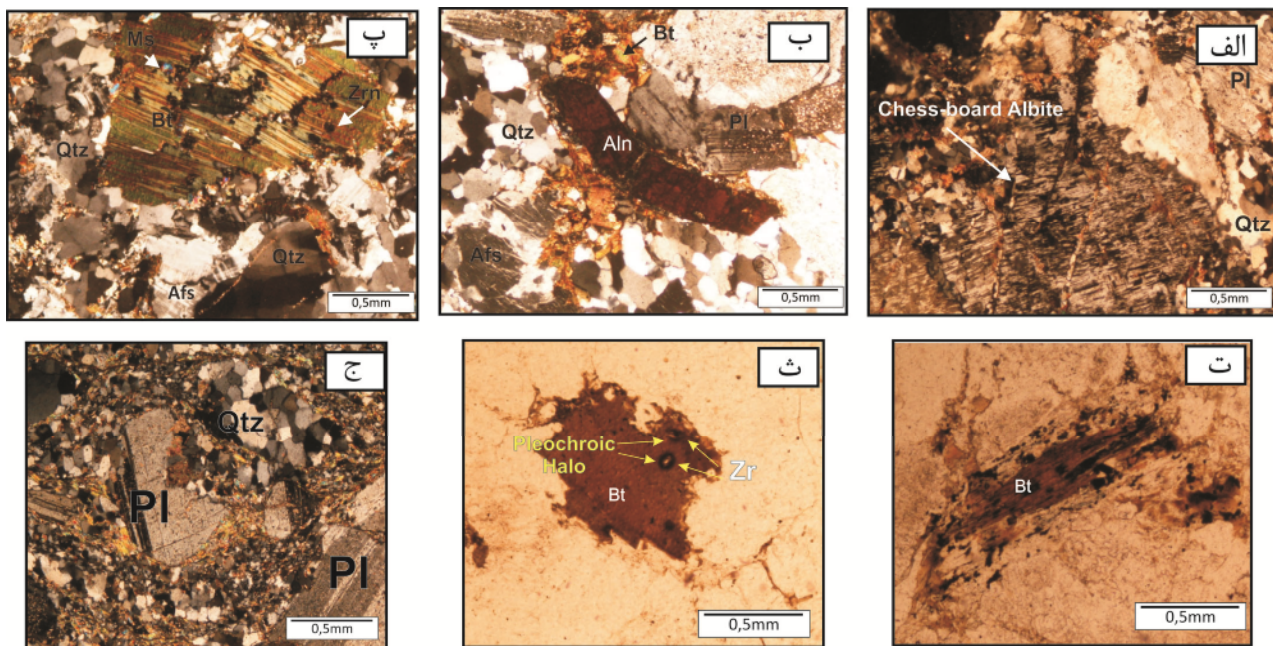 الف
Pl
Chess-board Albite
Qtz
0,5mm
ب
Bt
Qtz
Pl
Aln
Afs
0,5mm
پ
Ms
Zrn
Bt
Qtz
Qtz
Afs
0,5mm
ت
Bt
0,5mm
ث
Pleochroic
Halo
Zr
Bt
0,5mm
ج
Qtz
Pl
Pl
0,5mm